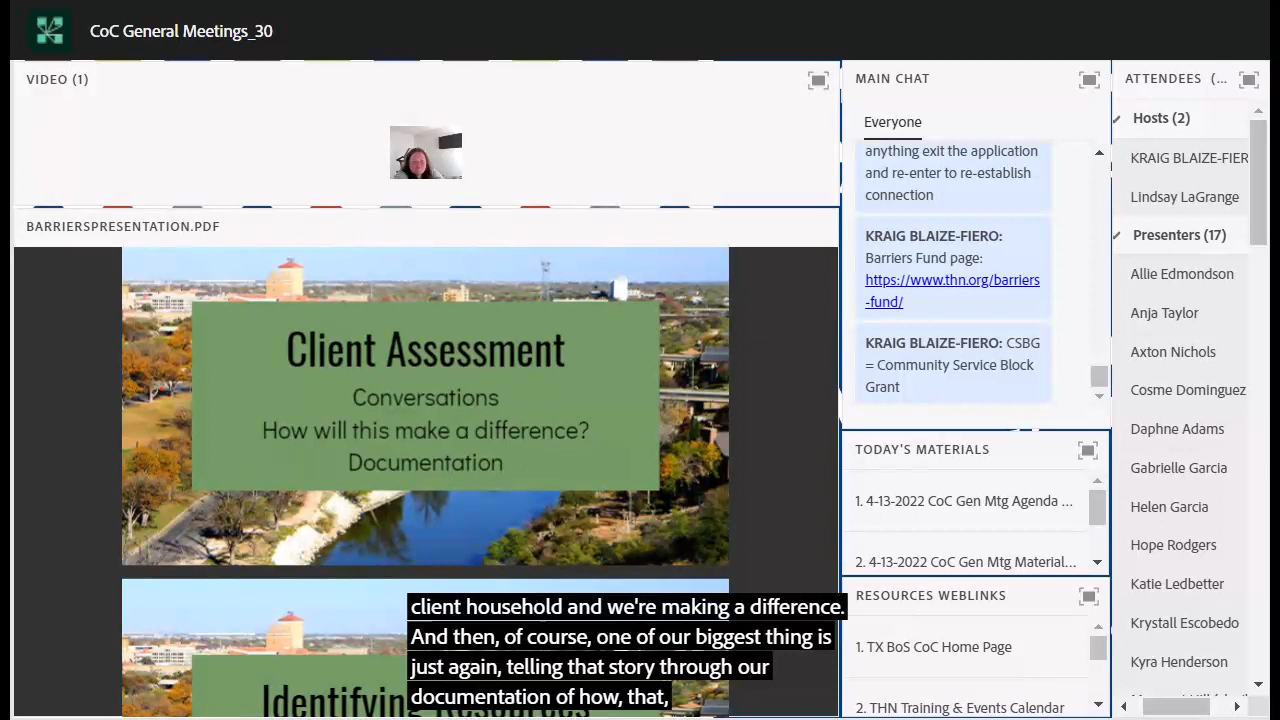 CoC General Meetings_30
VIDEO (1)
BARRIERSPRESENTATION.PDF
Client Assessment
Conversations
How will this make a difference?
Documentation
Identifying Resources
client household and we're making a difference.
And then, of course, one of our biggest thing is
just again, telling that story through our
documentation of how, that,
MAIN CHAT
Everyone
anything exit the application
and re-enter to re-establish
connection
KRAIG BLAIZE-FIERO:
Barriers Fund page:
https://www.thn.org/barriers
-fund/
KRAIG BLAIZE-FIERO: CSBG
= Community Service Block
Grant
TODAY'S MATERIALS
1. 4-13-2022 CoC Gen Mtg Agenda ...
2. 4-13-2022 CoC Gen Mtg Material...
RESOURCES WEBLINKS
1. TX BoS CoC Home Page
2. THN Training & Events Calendar
ATTENDEES (...
Hosts (2)
KRAIG BLAIZE-FIER
Lindsay LaGrange
Presenters (17)
Allie Edmondson
Anja Taylor
Axton Nichols
Cosme Dominguez
Daphne Adams
Gabrielle Garcia
Helen Garcia
Hope Rodgers
Katie Ledbetter
Krystall Escobedo
Kyra Henderson